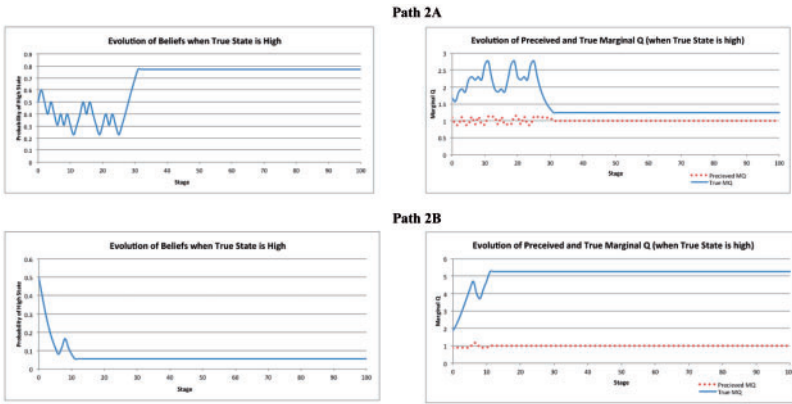 Path 2A
Evolution of Beliefs when True State is High
Probability of High State
0.9
0.8
0.7
0.6
0.5
0.4
0.3
0.2
0.1
0
0 10 20 30 40 50 60 70 80 90 100
Stage
Evolution of Preceived and True Marginal Q (when True State is high)
Marginal Q
3
2.5
2
1.5
1
0.5
0
0 10 20 30 40 50 60 70 80 90 100
Stage
Precieved MQ
True MQ
Path 2B
Evolution of Beliefs when True State is High
Probability of High State
0.6
0.5
0.4
0.3
0.2
0.1
0
0 10 20 30 40 50 60 70 80 90 100
Stage
Evolution of Preceived and True Marginal Q (when True State is high)
Marginal Q
6
5
4
3
2
1
0
0 10 20 30 40 50 60 70 80 90 100
Stage
Precieved MQ
True MQ